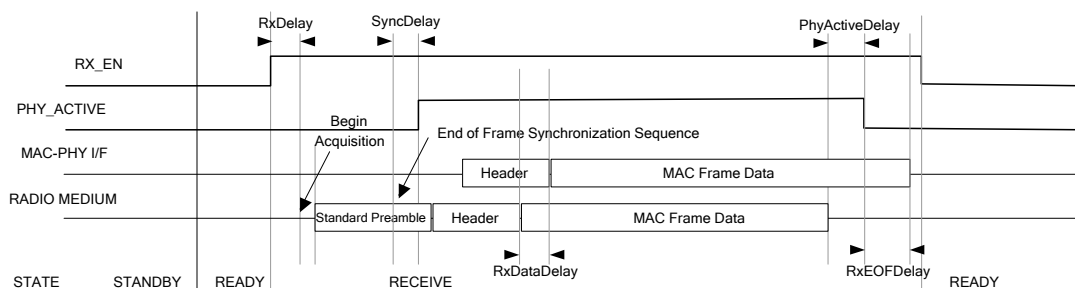 RxDelay
SyncDelay
PhyActiveDelay
RX_EN
PHY_ACTIVE
Begin
Acquisition
End of Frame Synchronization Sequence
MAC-PHY I/F
Header
MAC Frame Data
RADIO MEDIUM
Standard Preamble
Header
MAC Frame Data
RxDataDelay
RxEOFDelay
STATE
STANDBY
READY
RECEIVE
READY